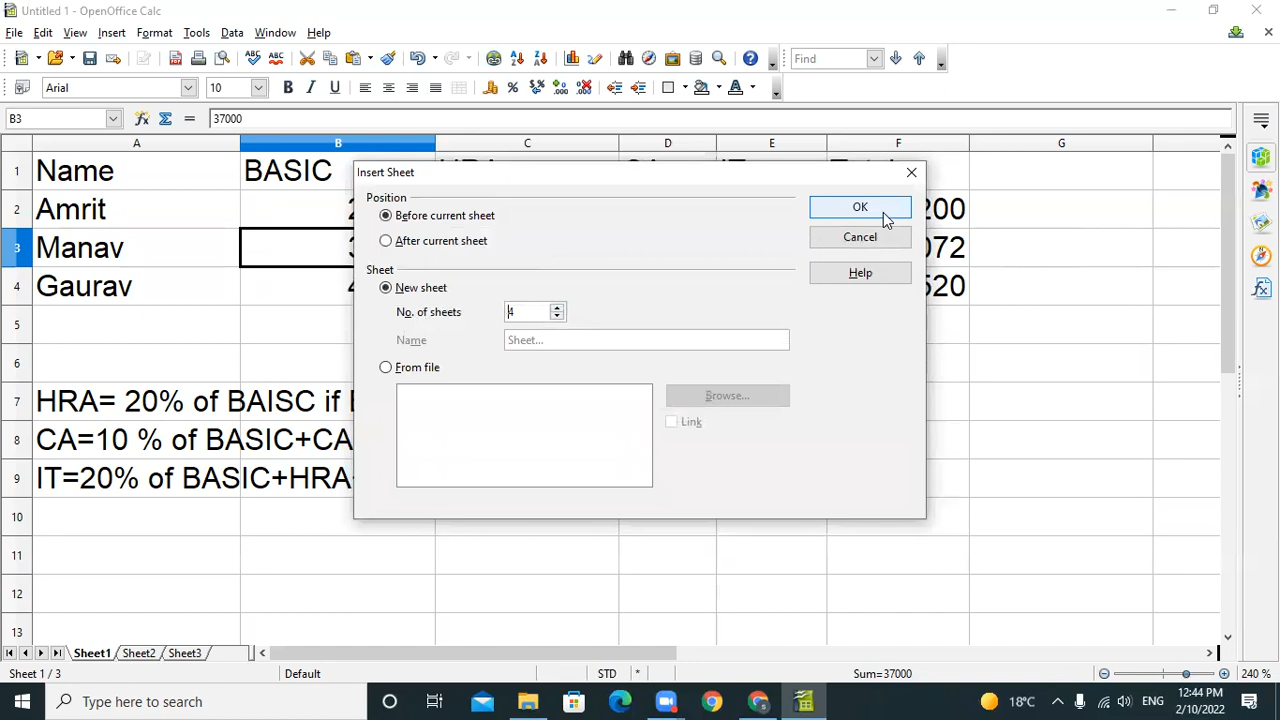 Untitled 1 - OpenOffice Calc
File Edit View Insert Format Tools Data Window Help
Find
Arial 10 B I U A
B3 37000
A B C D E F G
1 Name BASIC
2 Amrit 200
3 Manav 072
4 Gaurav 520
5
6
7 HRA= 20% of BAISC if
8 CA=10 % of BASIC+CA
9 IT=20% of BASIC+HRA
10
11
12
13
Insert Sheet
Position
Before current sheet
After current sheet
OK
Cancel
Help
Sheet
New sheet
No. of sheets 4
Name Sheet...
From file
Browse...
Link
Sheet1 Sheet2 Sheet3
Sheet 1 / 3 Default STD * Sum=37000 240 %
Type here to search
18°C ENG
12:44 PM
2/10/2022